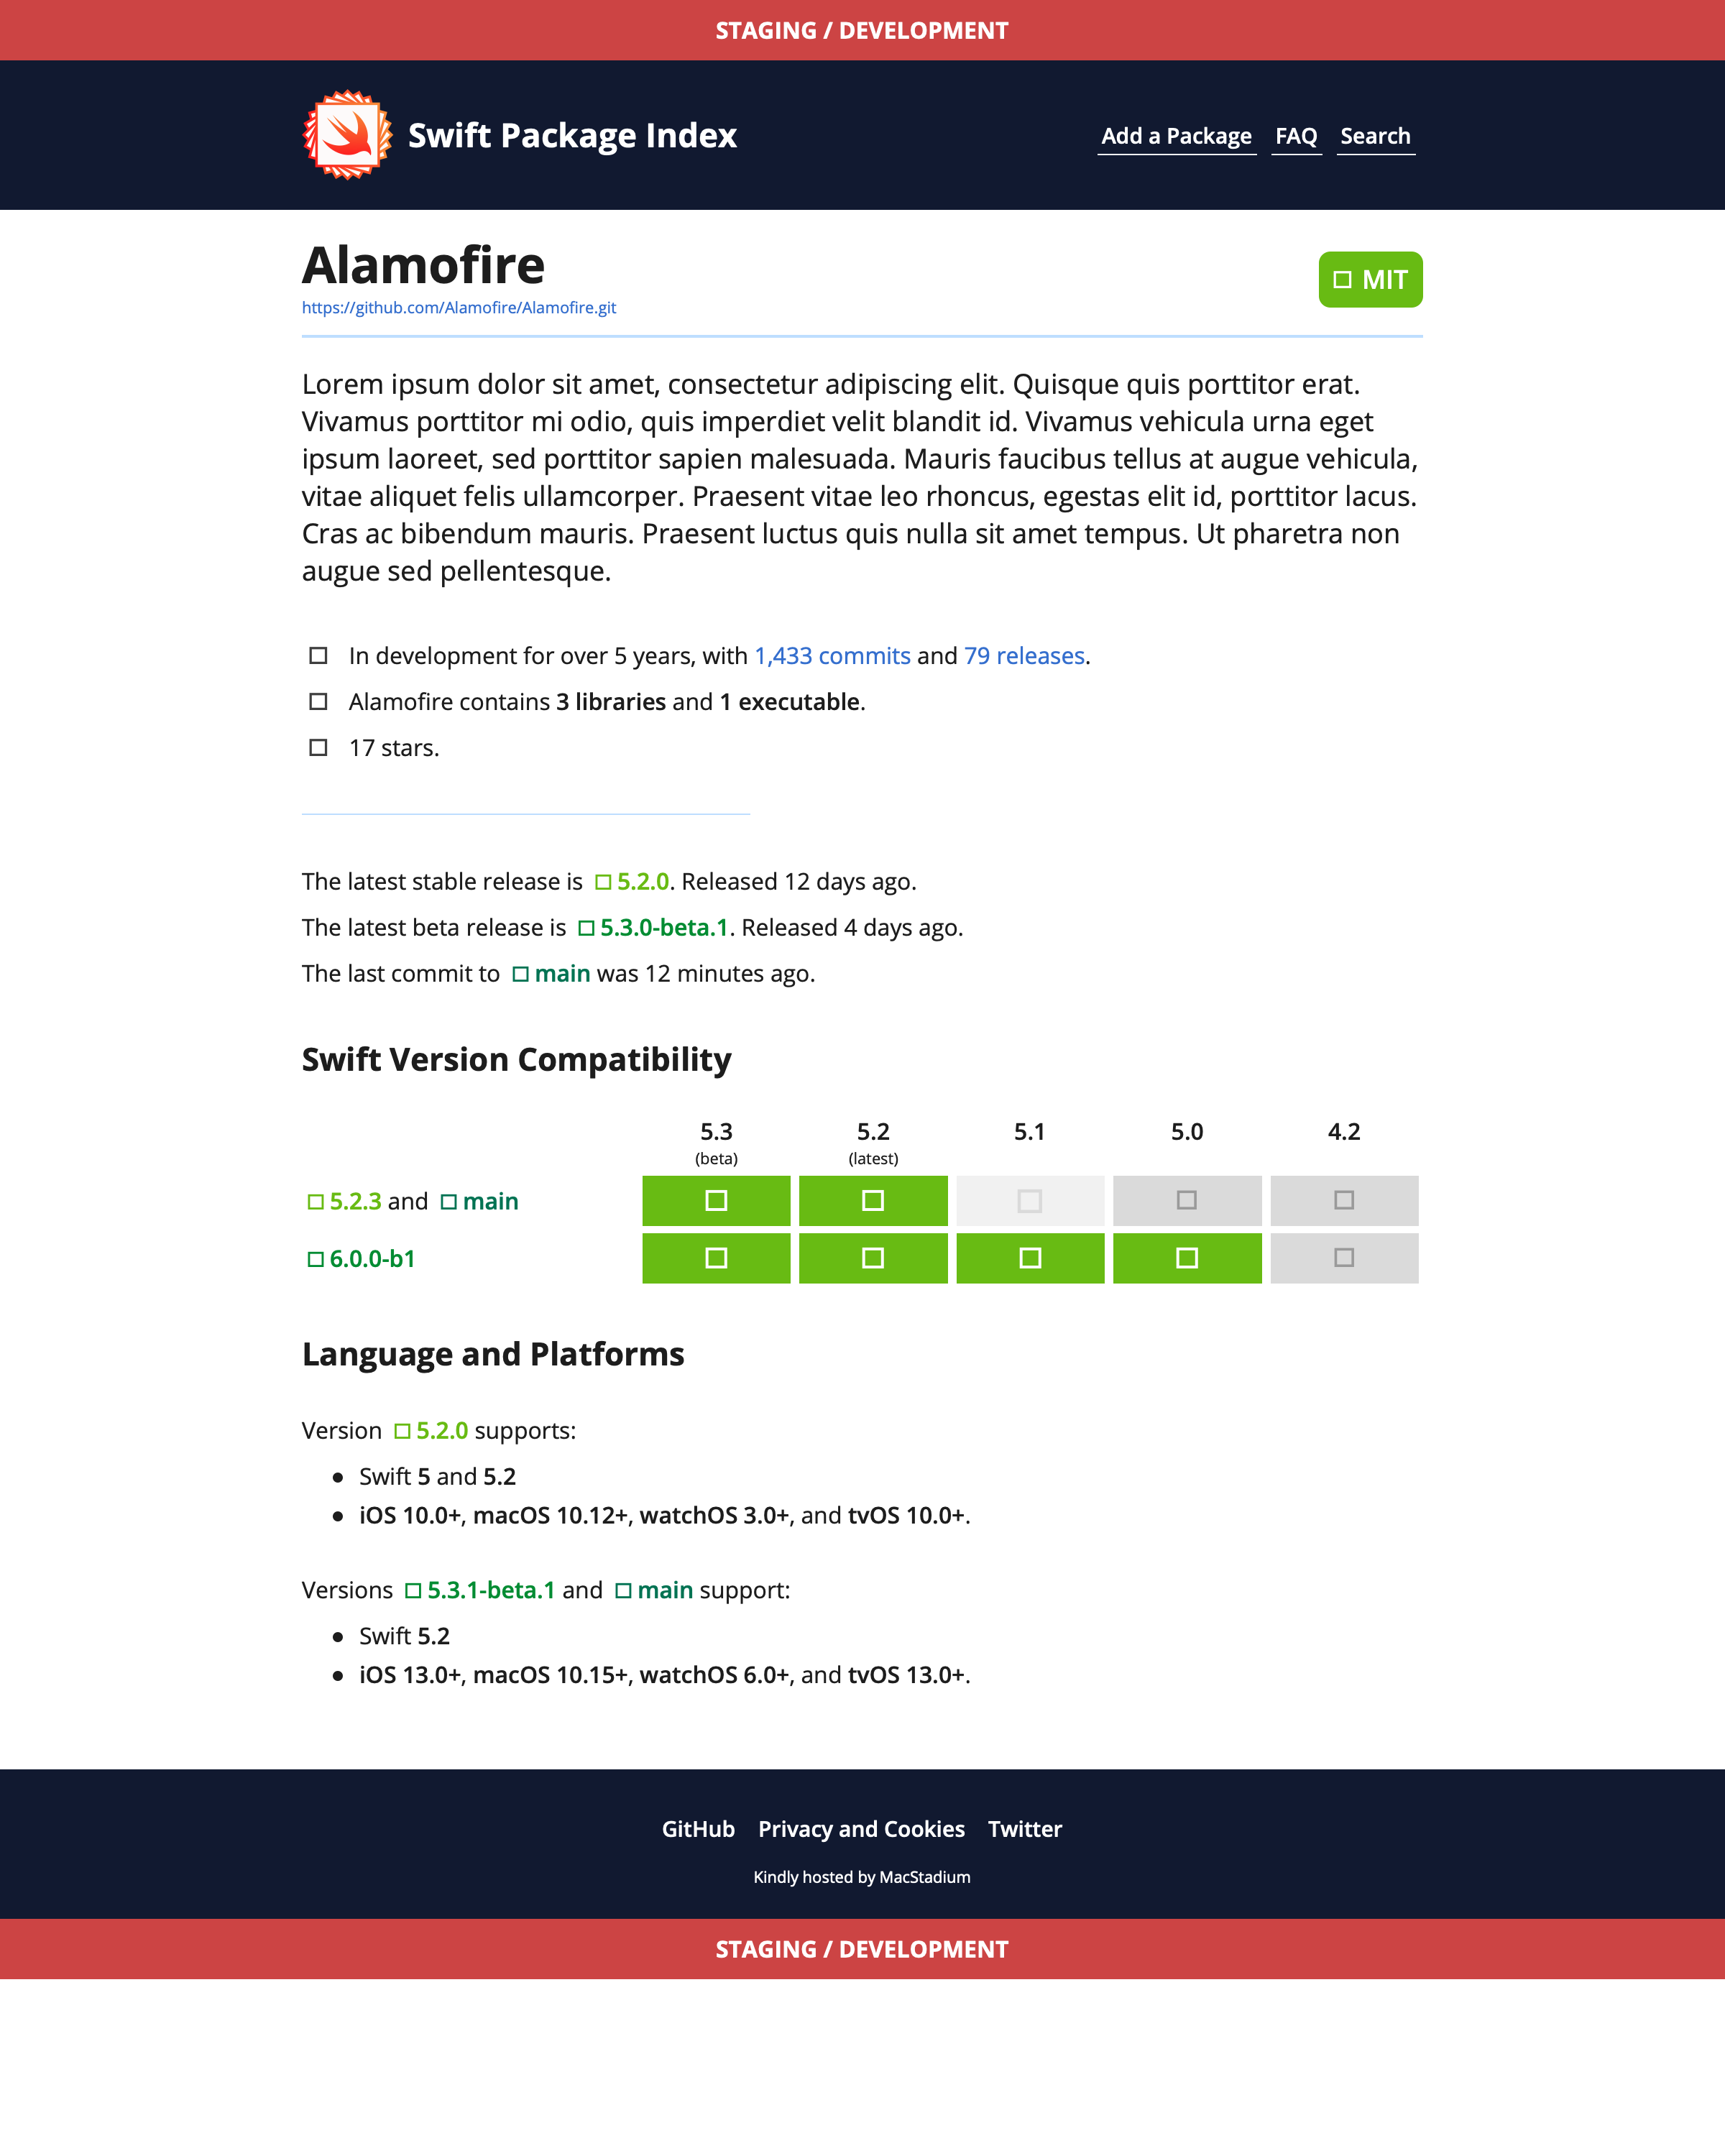 STAGING / DEVELOPMENT
Swift Package Index
Add a Package FAQ Search
Alamofire
MIT
https://github.com/Alamofire/Alamofire.git
Lorem ipsum dolor sit amet, consectetur adipiscing elit. Quisque quis porttitor erat.
Vivamus porttitor mi odio, quis imperdiet velit blandit id. Vivamus vehicula urna eget
ipsum laoreet, sed porttitor sapien malesuada. Mauris faucibus tellus at augue vehicula,
vitae aliquet felis ullamcorper. Praesent vitae leo rhoncus, egestas elit id, porttitor lacus.
Cras ac bibendum mauris. Praesent luctus quis nulla sit amet tempus. Ut pharetra non
augue sed pellentesque.
In development for over 5 years, with 1,433 commits and 79 releases.
Alamofire contains 3 libraries and 1 executable.
17 stars.
The latest stable release is 5.2.0. Released 12 days ago.
The latest beta release is 5.3.0-beta.1. Released 4 days ago.
The last commit to main was 12 minutes ago.
Swift Version Compatibility
5.3 5.2 5.1 5.0 4.2
(beta) (latest)
5.2.3 and main
6.0.0-b1
Language and Platforms
Version 5.2.0 supports:
Swift 5 and 5.2
iOS 10.0+, macOS 10.12+, watchOS 3.0+, and tvOS 10.0+.
Versions 5.3.1-beta.1 and main support:
Swift 5.2
iOS 13.0+, macOS 10.15+, watchOS 6.0+, and tvOS 13.0+.
GitHub Privacy and Cookies Twitter
Kindly hosted by MacStadium
STAGING / DEVELOPMENT